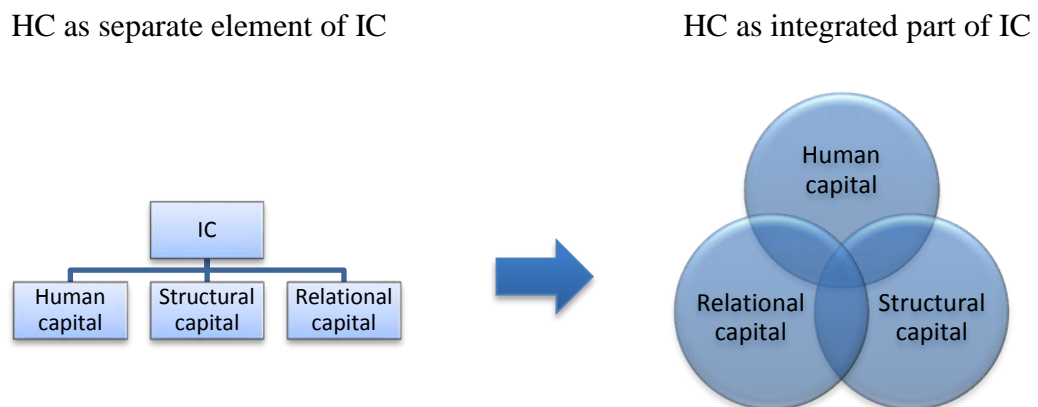 HC as separate element of IC
HC as integrated part of IC
IC
Human
capital
Structural
capital
Relational
capital
Human
capital
Relational
capital
Structural
capital